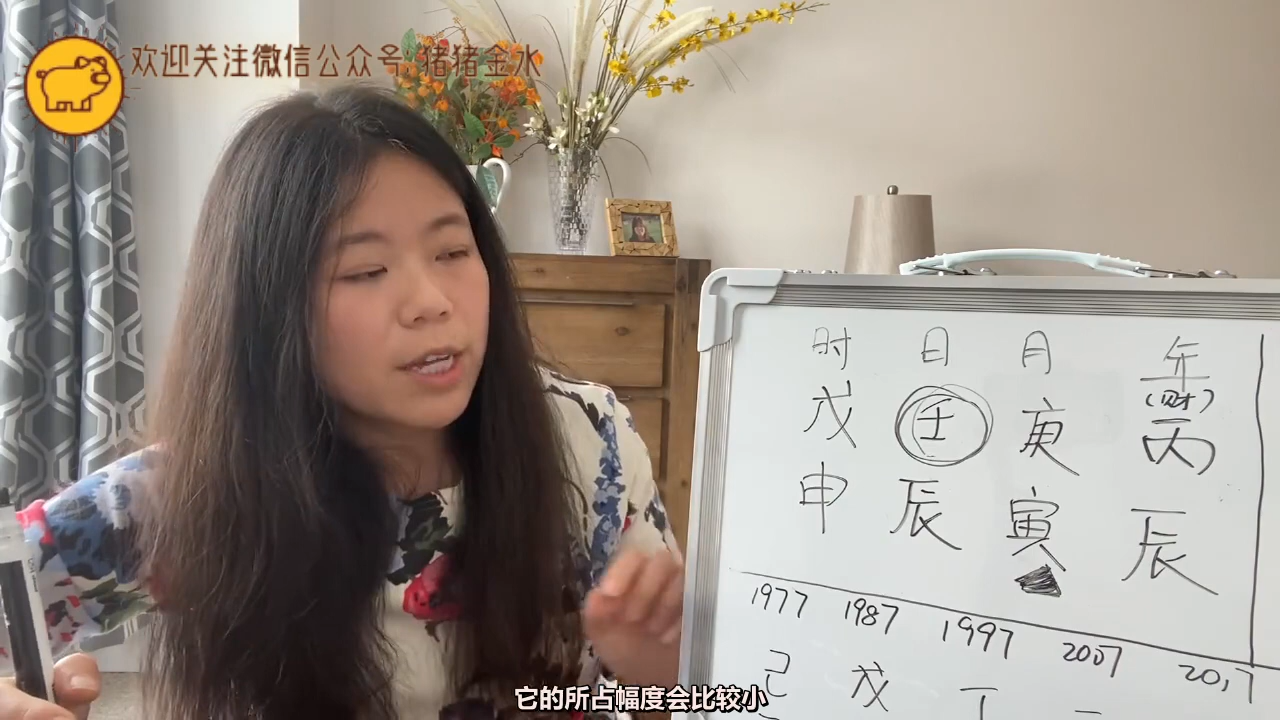 欢迎关注微信公众号:猪猪金水
时 日 月 年
(财)
戊 壬 庚 丙
申 辰 寅 辰
1977 1987 1997 2007 2017
己 戊 丁
它的所占幅度会比较小